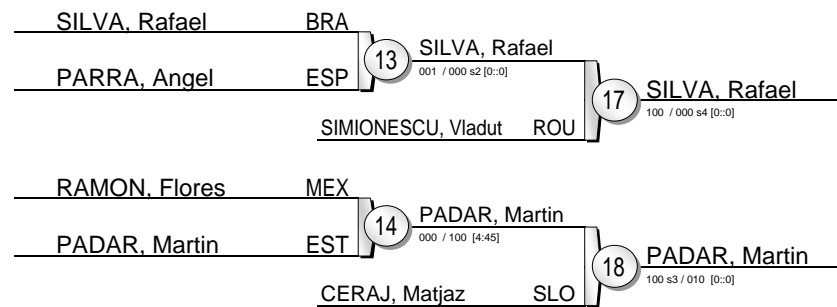 SILVA, Rafael BRA
13
SILVA, Rafael
001 / 000 s2 [0::0]
PARRA, Angel ESP
17
SILVA, Rafael
100 / 000 s4 [0::0]
SIMIONESCU, Vladut ROU
RAMON, Flores MEX
14
PADAR, Martin
000 / 100 [4:45]
PADAR, Martin EST
18
PADAR, Martin
100 s3 / 010 [0::0]
CERAJ, Matjaz SLO